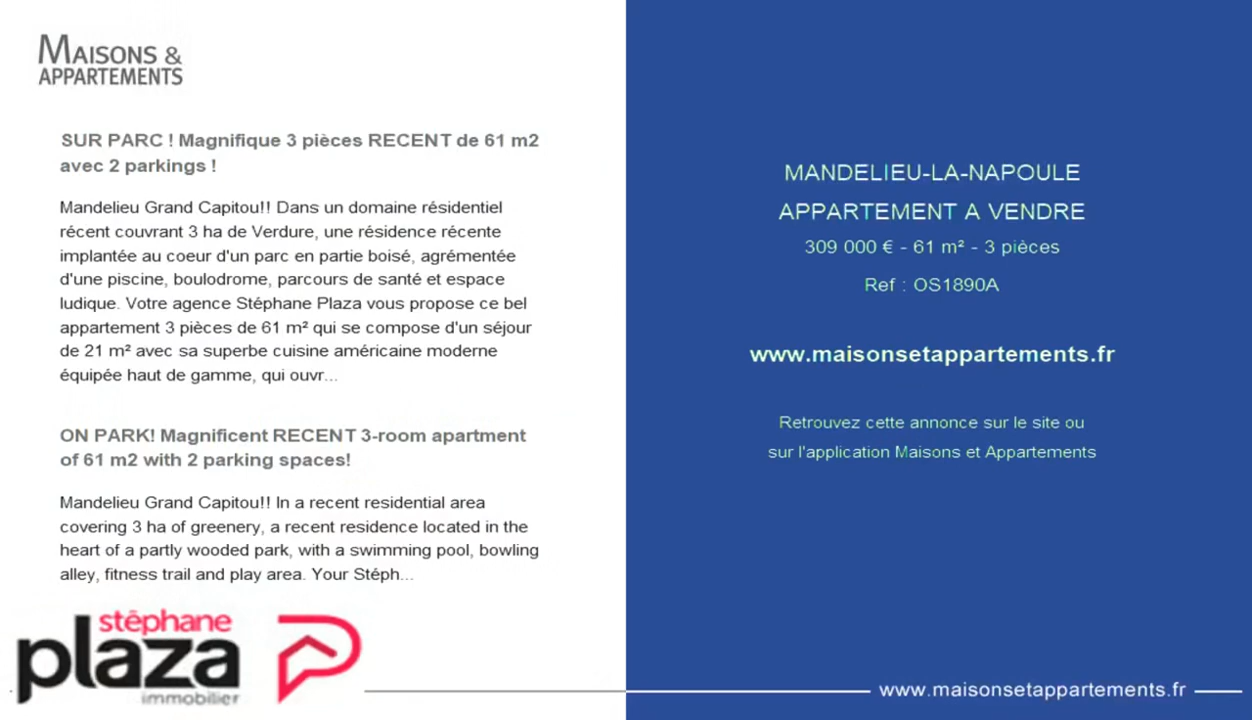 MAISONS &
APPARTEMENTS
SUR PARC ! Magnifique 3 pièces RECENT de 61 m2
avec 2 parkings !
Mandelieu Grand Capitou!! Dans un domaine résidentiel
récent couvrant 3 ha de Verdure, une résidence récente
implantée au coeur d'un parc en partie boisé, agrémentée
d'une piscine, boulodrome, parcours de santé et espace
ludique. Votre agence Stéphane Plaza vous propose ce bel
appartement 3 pièces de 61 m² qui se compose d'un séjour
de 21 m² avec sa superbe cuisine américaine moderne
équipée haut de gamme, qui ouvr...
ON PARK! Magnificent RECENT 3-room apartment
of 61 m2 with 2 parking spaces!
Mandelieu Grand Capitou!! In a recent residential area
covering 3 ha of greenery, a recent residence located in the
heart of a partly wooded park, with a swimming pool, bowling
alley, fitness trail and play area. Your Stéph...
stéphane
plaza
immobilier
MANDELIEU-LA-NAPOULE
APPARTEMENT A VENDRE
309 000 € - 61 m² - 3 pièces
Ref : OS1890A
www.maisonsetappartements.fr
Retrouvez cette annonce sur le site ou
sur l'application Maisons et Appartements
www.maisonsetappartements.fr